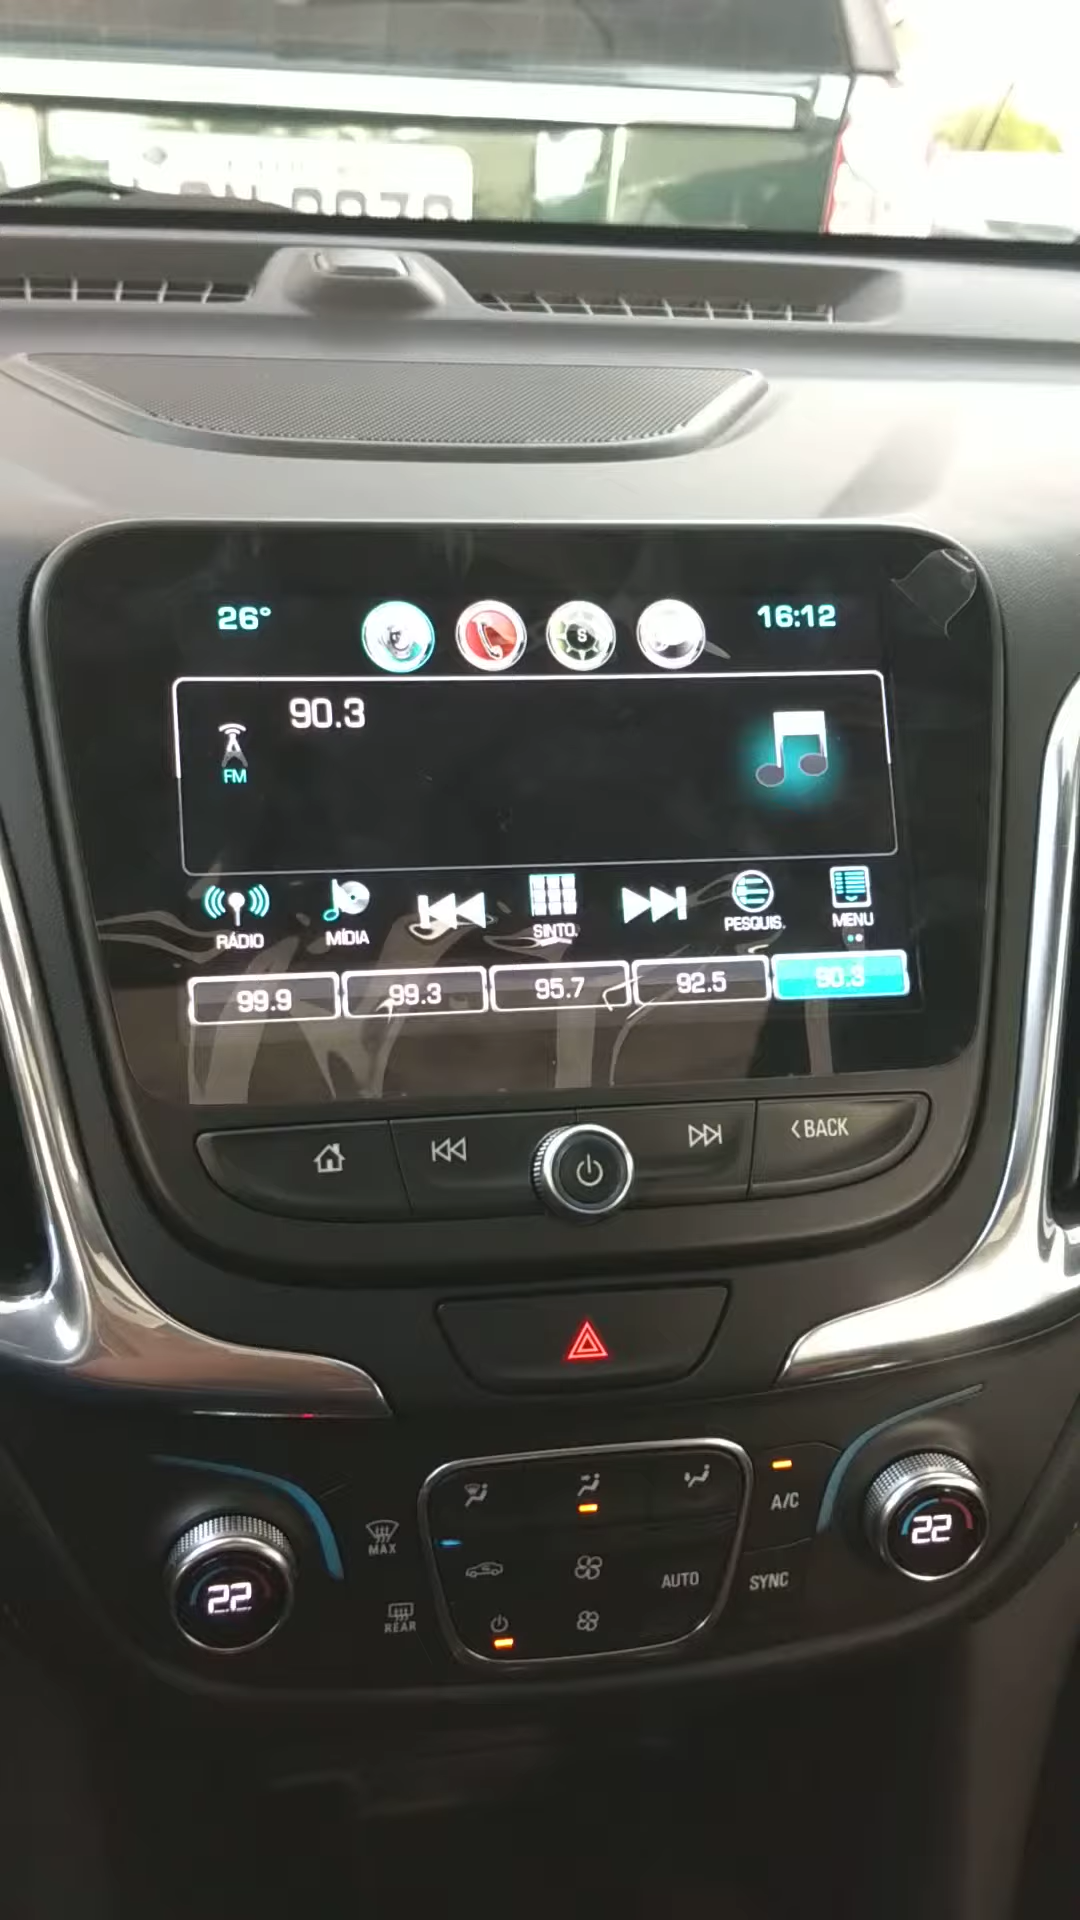 26° 16:12
90.3
FM
RÁDIO MÍDIA SINTO. PESQUIS. MENU
99.9 99.3 95.7 92.5 90.3
BACK
A/C
22
MAX
22 AUTO SYNC
REAR